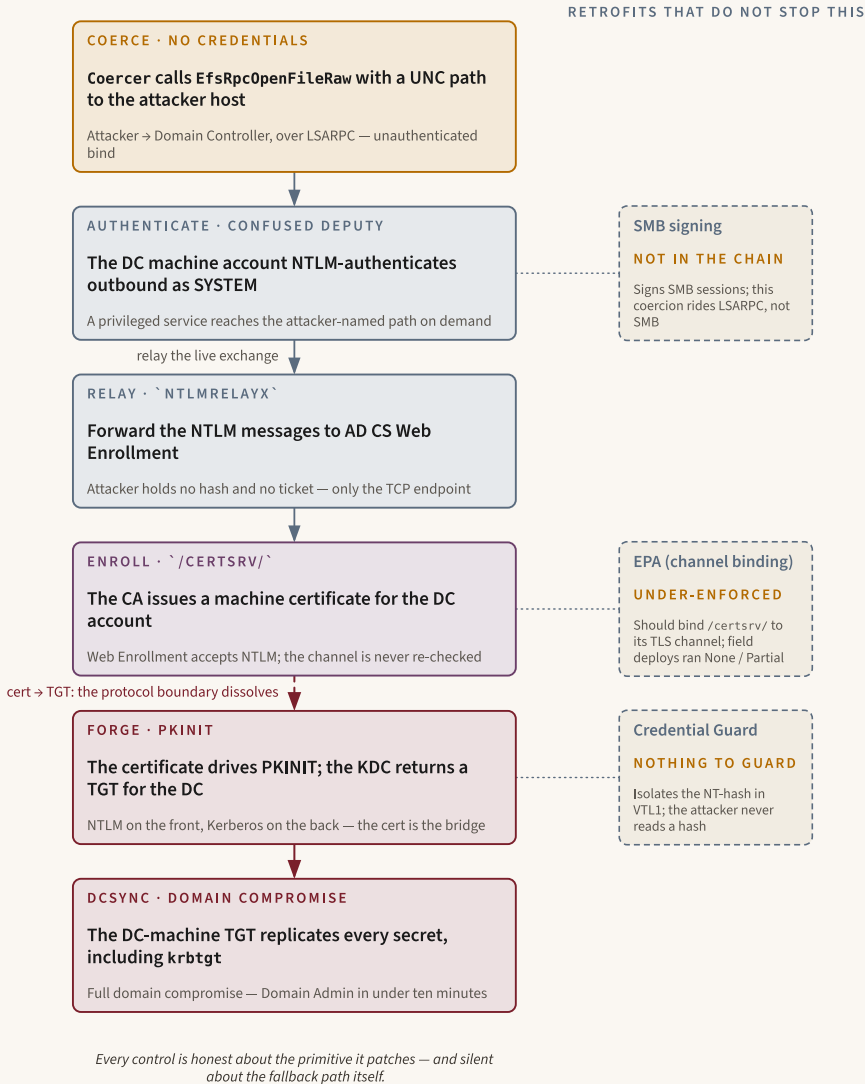 RETROFITS THAT DO NOT STOP THIS
COERCE · NO CREDENTIALS
Coercer calls EfsRpcOpenFileRaw with a UNC path
to the attacker host
Attacker → Domain Controller, over LSARPC — unauthenticated
bind
AUTHENTICATE · CONFUSED DEPUTY
The DC machine account NTLM-authenticates
outbound as SYSTEM
A privileged service reaches the attacker-named path on demand
SMB signing
NOT IN THE CHAIN
Signs SMB sessions; this
coercion rides LSARPC, not
SMB
relay the live exchange
RELAY · `NTLMRELAYX`
Forward the NTLM messages to AD CS Web
Enrollment
Attacker holds no hash and no ticket — only the TCP endpoint
ENROLL · `/CERTSRV/`
The CA issues a machine certificate for the DC
account
Web Enrollment accepts NTLM; the channel is never re-checked
EPA (channel binding)
UNDER-ENFORCED
Should bind /certsrv/ to
its TLS channel; field
deploys ran None / Partial
cert → TGT: the protocol boundary dissolves
FORGE · PKINIT
The certificate drives PKINIT; the KDC returns a
TGT for the DC
NTLM on the front, Kerberos on the back — the cert is the bridge
Credential Guard
NOTHING TO GUARD
Isolates the NT-hash in
VTL1; the attacker never
reads a hash
DCSYNC · DOMAIN COMPROMISE
The DC-machine TGT replicates every secret,
including krbtgt
Full domain compromise — Domain Admin in under ten minutes
Every control is honest about the primitive it patches — and silent
about the fallback path itself.